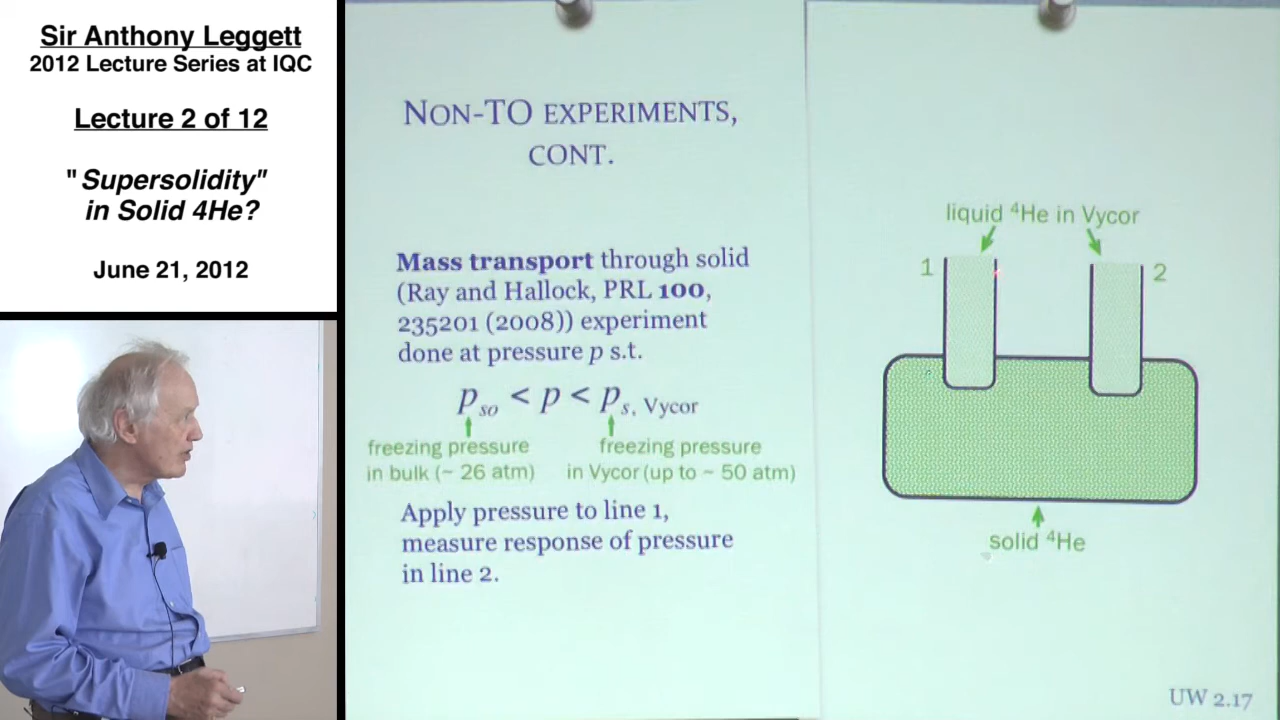 Sir Anthony Leggett
2012 Lecture Series at IQC
Lecture 2 of 12
"Supersolidity"
in Solid 4He?
June 21, 2012
NON-TO EXPERIMENTS,
CONT.
Mass transport through solid
(Ray and Hallock, PRL 100,
235201 (2008)) experiment
done at pressure p s.t.
p_so < p < p_s, Vycor
freezing pressure
in bulk (~ 26 atm)
freezing pressure
in Vycor (up to ~ 50 atm)
Apply pressure to line 1,
measure response of pressure
in line 2.
liquid ⁴He in Vycor
1
2
solid ⁴He
UW 2.17